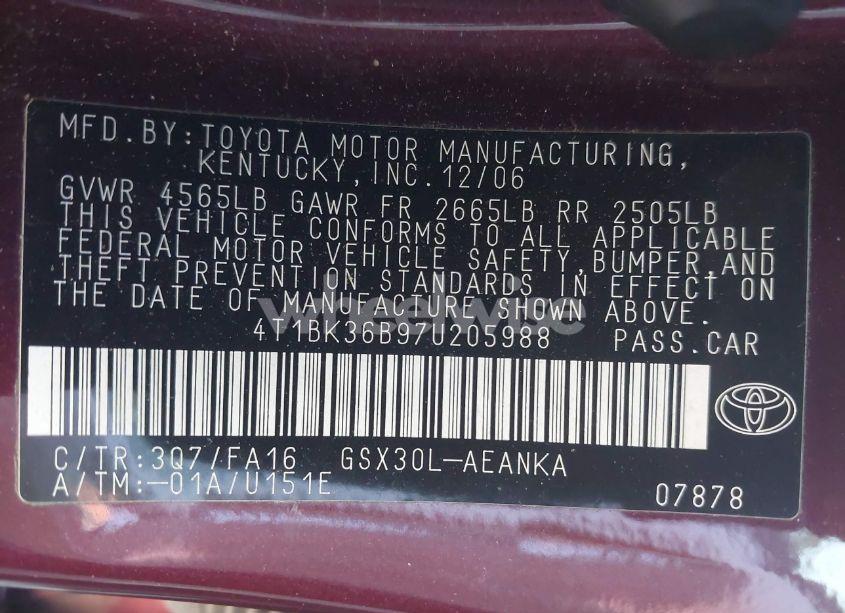 MFD.BY:TOYOTA MOTOR MANUFACTURING,
KENTUCKY,INC.12/06
GVWR 4565LB GAWR FR 2665LB RR 2505LB
THIS VEHICLE CONFORMS TO ALL APPLICABLE
FEDERAL MOTOR VEHICLE SAFETY,BUMPER,AND
THEFT PREVENTION STANDARDS IN EFFECT ON
THE DATE OF MANUFACTURE SHOWN ABOVE.
wheelwise
4T1BK36B97U205988 PASS.CAR
C/TR:3Q7/FA16 GSX30L-AEANKA
A/TM:-01A/U151E 07878